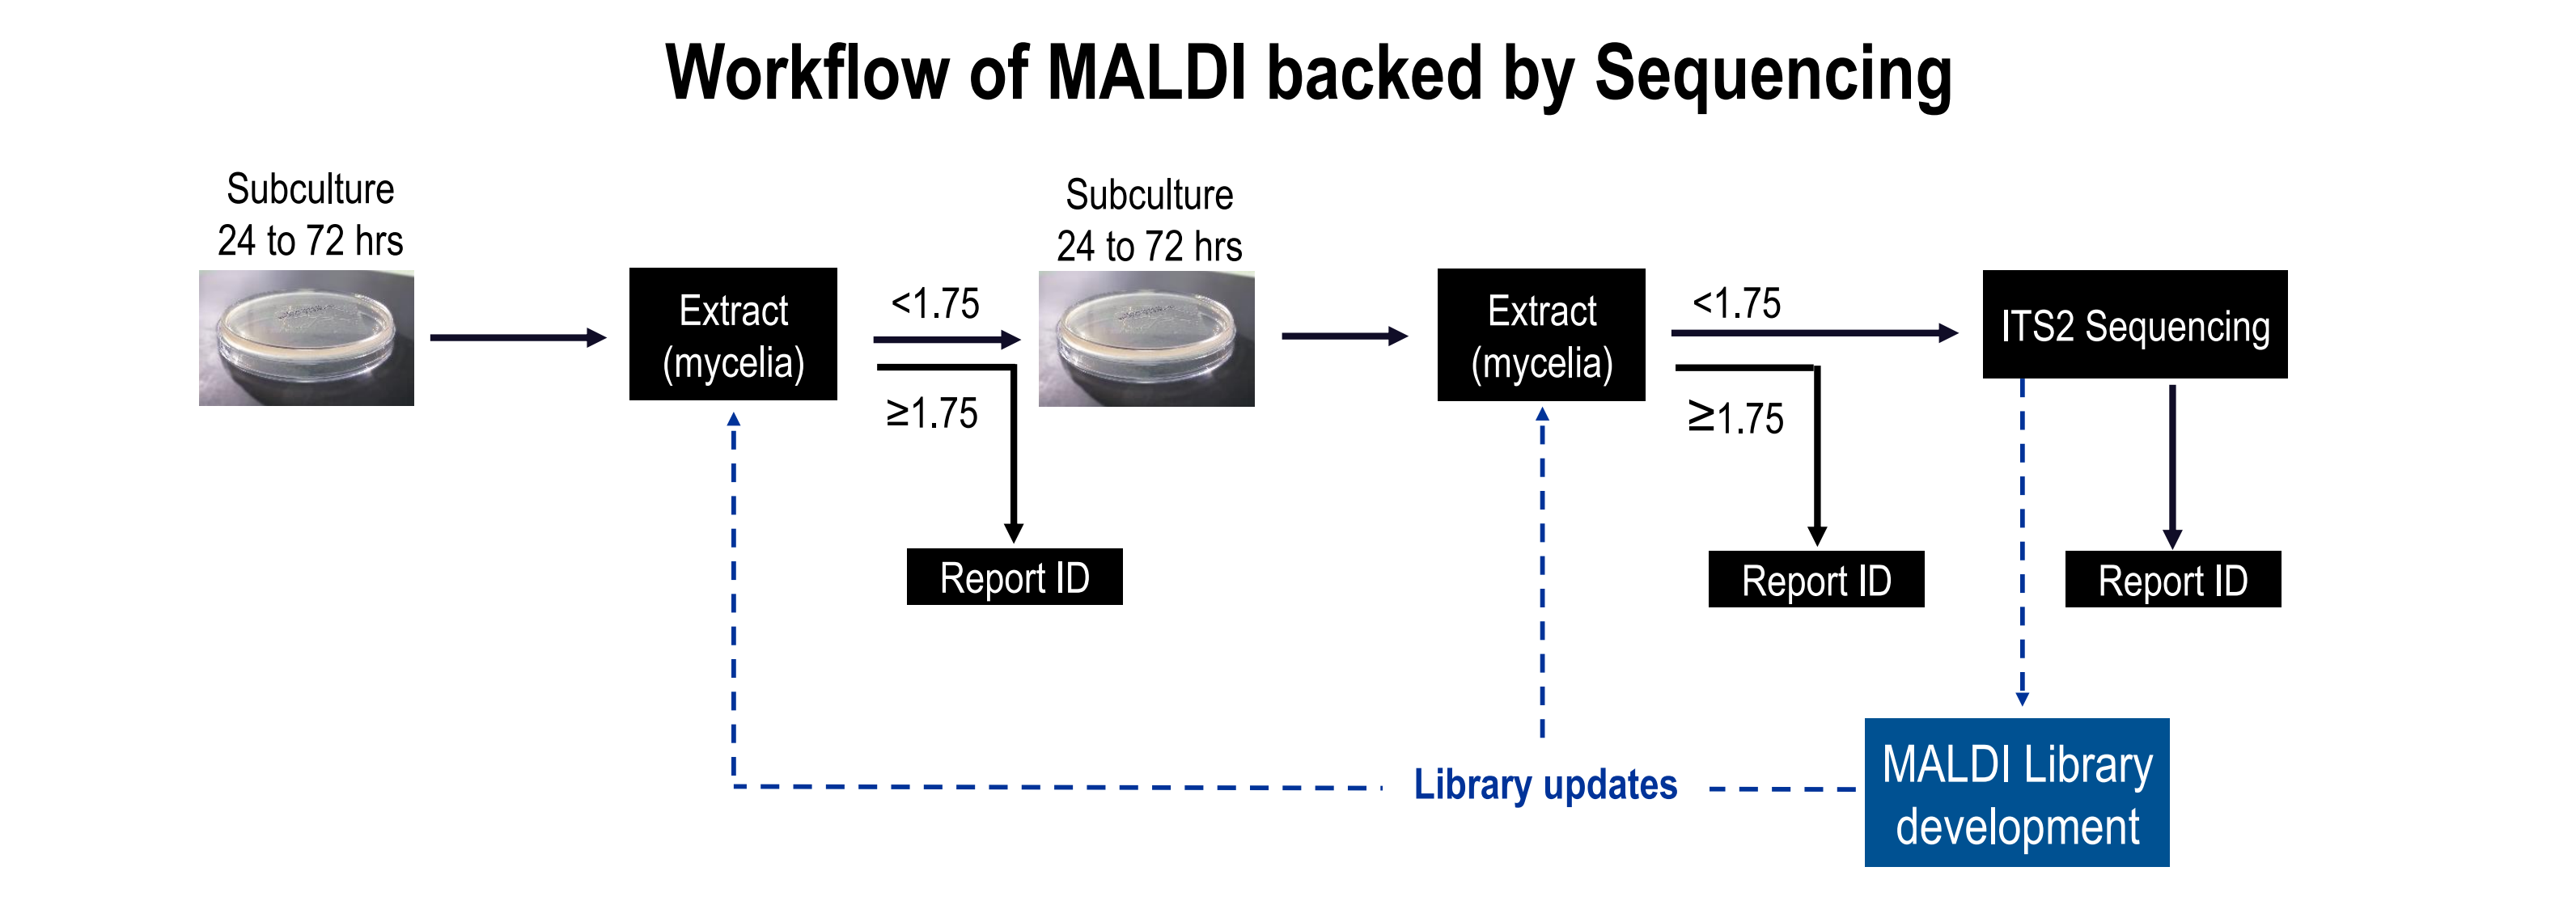 Workflow of MALDI backed by Sequencing
Subculture
24 to 72 hrs
Extract
(mycelia)
<1.75
≥1.75
Report ID
Subculture
24 to 72 hrs
Extract
(mycelia)
<1.75
≥1.75
Report ID
ITS2 Sequencing
Report ID
MALDI Library
development
Library updates